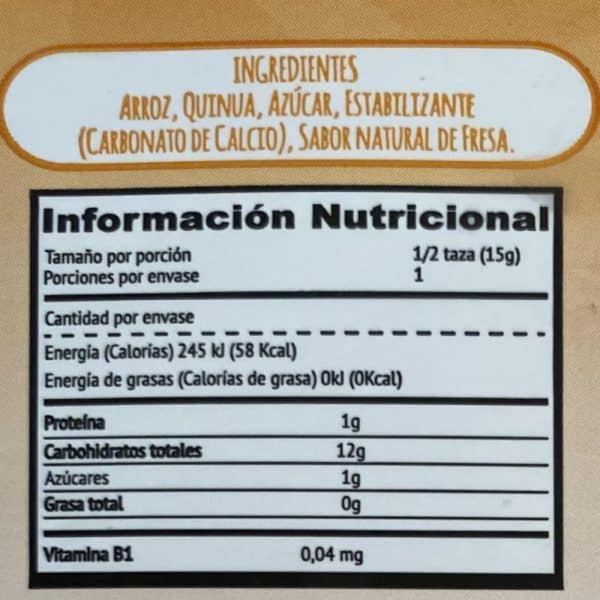 INGREDIENTES
ARROZ, QUINUA, AZÚCAR, ESTABILIZANTE
(CARBONATO DE CALCIO), SABOR NATURAL DE FRESA.
Información Nutricional
Tamaño por porción 1/2 taza (15g)
Porciones por envase 1
Cantidad por envase
Energía (Calorías) 245 kJ (58 Kcal)
Energía de grasas (Calorías de grasa) 0kJ (0Kcal)
Proteína 1g
Carbohidratos totales 12g
Azúcares 1g
Grasa total 0g
Vitamina B1 0,04 mg